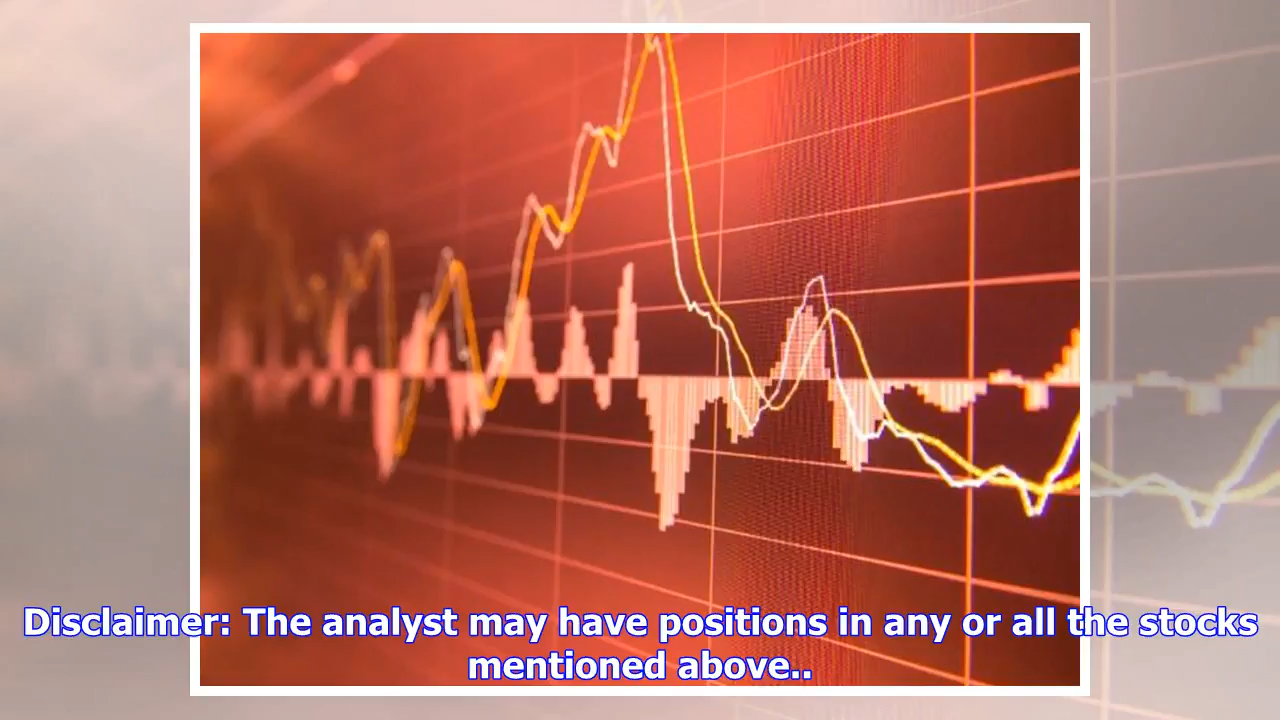 Disclaimer: The analyst may have positions in any or all the stocks
mentioned above..